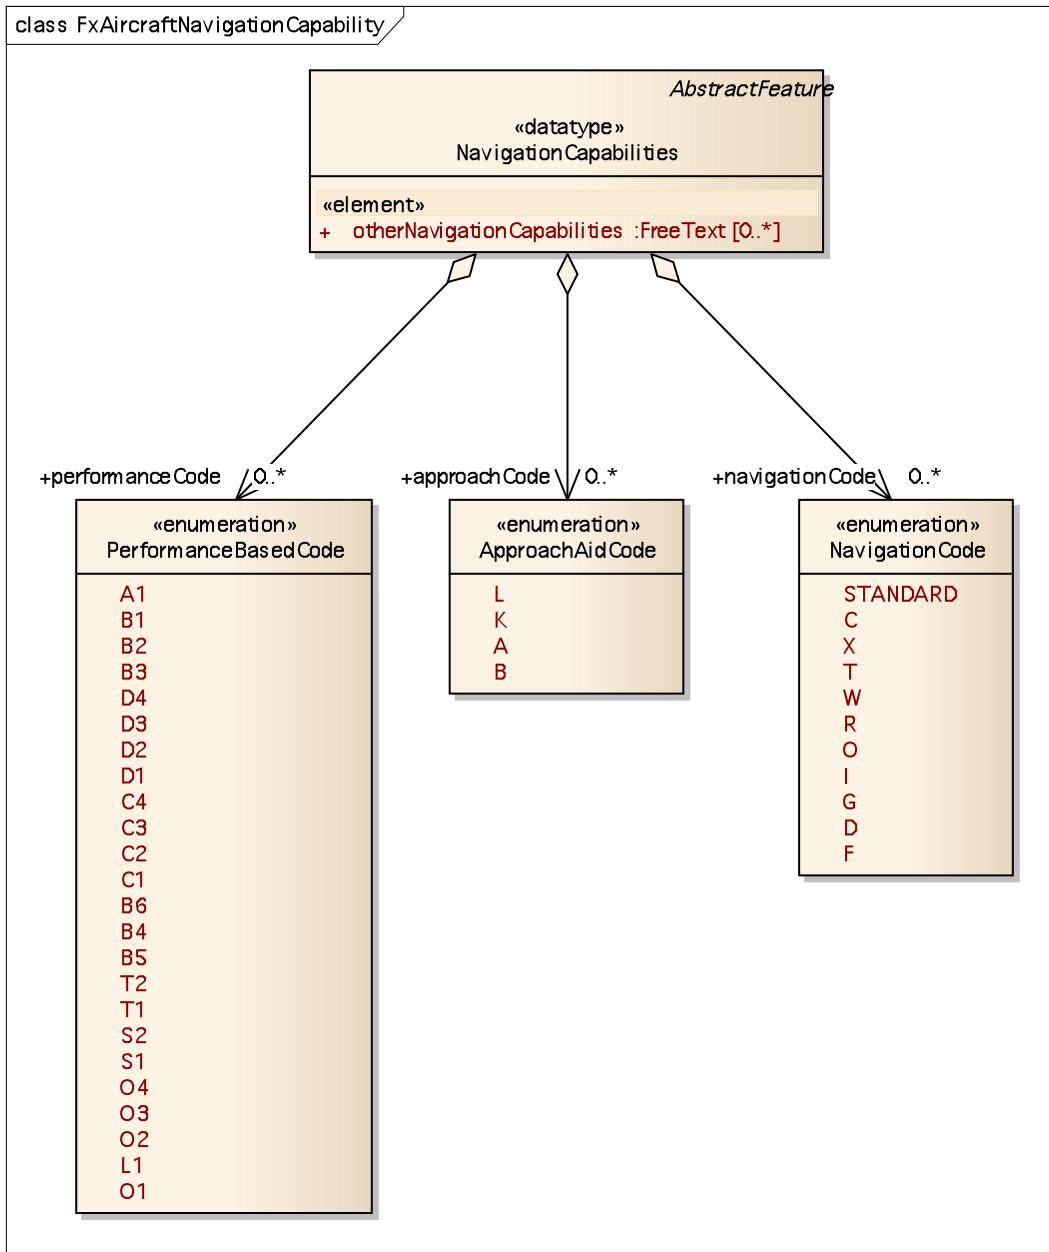 class FxAircraftNavigationCapability
AbstractFeature
«datatype»
NavigationCapabilities
«element»
+ otherNavigationCapabilities :FreeText [0..*]
+performanceCode 0..*
+approachCode 0..*
+navigationCode 0..*
«enumeration»
PerformanceBasedCode
A1
B1
B2
B3
D4
D3
D2
D1
C4
C3
C2
C1
B6
B4
B5
T2
T1
S2
S1
O4
O3
O2
L1
O1
«enumeration»
ApproachAidCode
L
K
A
B
«enumeration»
NavigationCode
STANDARD
C
X
T
W
R
O
I
G
D
F